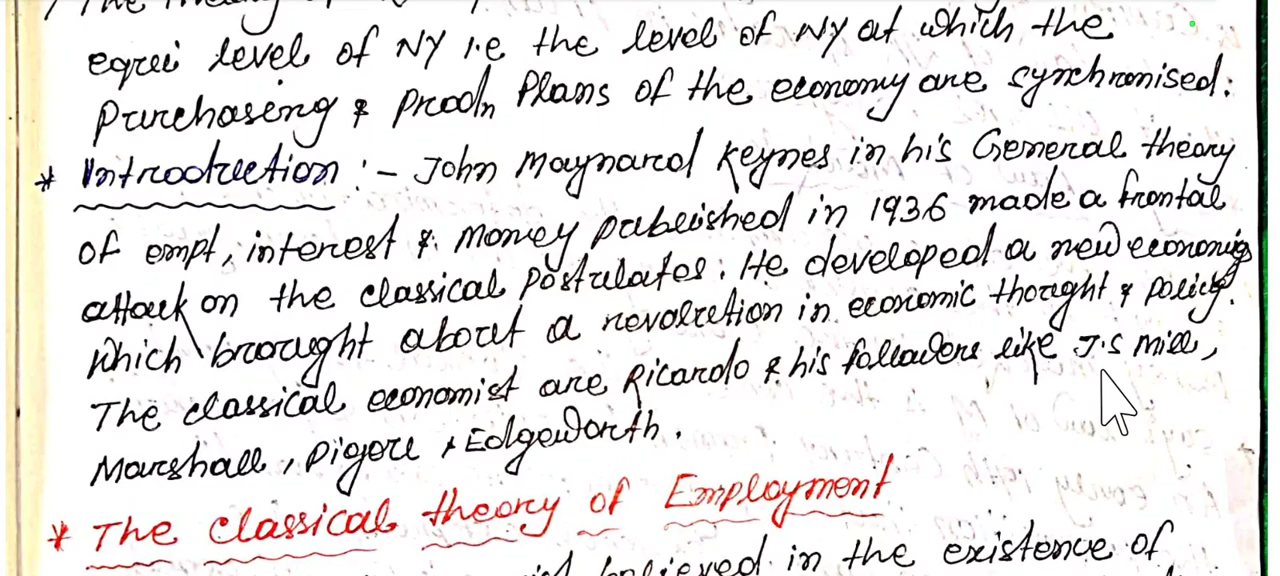 equi level of NY i.e the level of NY at which the
Purchasing & Prodn Plans of the economy are synchronised.
* Introduction :- John Maynard Keynes in his General theory
of empt, interest & Money published in 1936 made a frontal
attack on the classical Postulates. He developed a new economics
which brought about a revolution in economic thought & policy.
The classical economist are Ricardo & his followers like J.S Mill,
Marshall, Pigou & Edgeworth.
* The classical theory of Employment
believed in the existence of